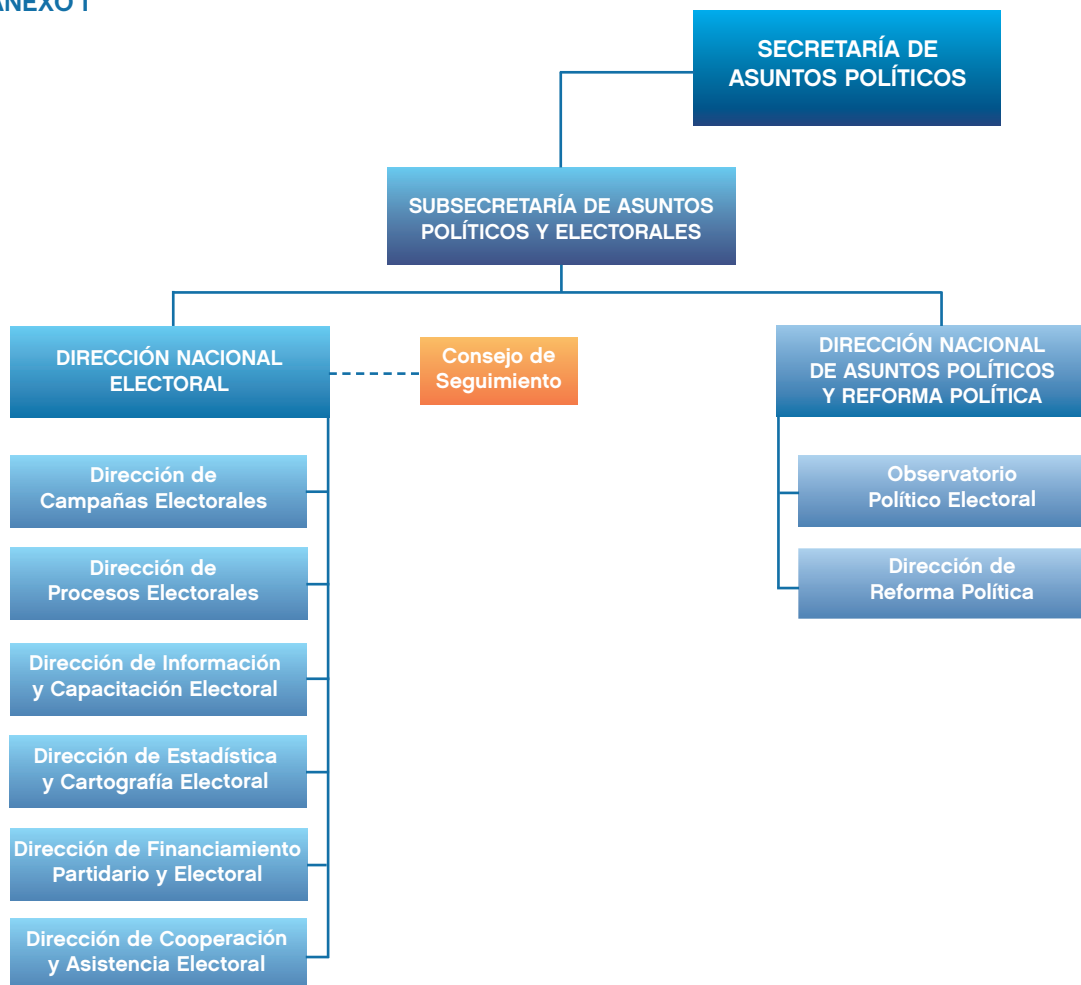 ANEXO I
SECRETARÍA DE
ASUNTOS POLÍTICOS
SUBSECRETARÍA DE ASUNTOS
POLÍTICOS Y ELECTORALES
DIRECCIÓN NACIONAL
ELECTORAL
Consejo de
Seguimiento
DIRECCIÓN NACIONAL
DE ASUNTOS POLÍTICOS
Y REFORMA POLÍTICA
Dirección de
Campañas Electorales
Dirección de
Procesos Electorales
Dirección de Información
y Capacitación Electoral
Dirección de Estadística
y Cartografía Electoral
Dirección de Financiamiento
Partidario y Electoral
Dirección de Cooperación
y Asistencia Electoral
Observatorio
Político Electoral
Dirección de
Reforma Política